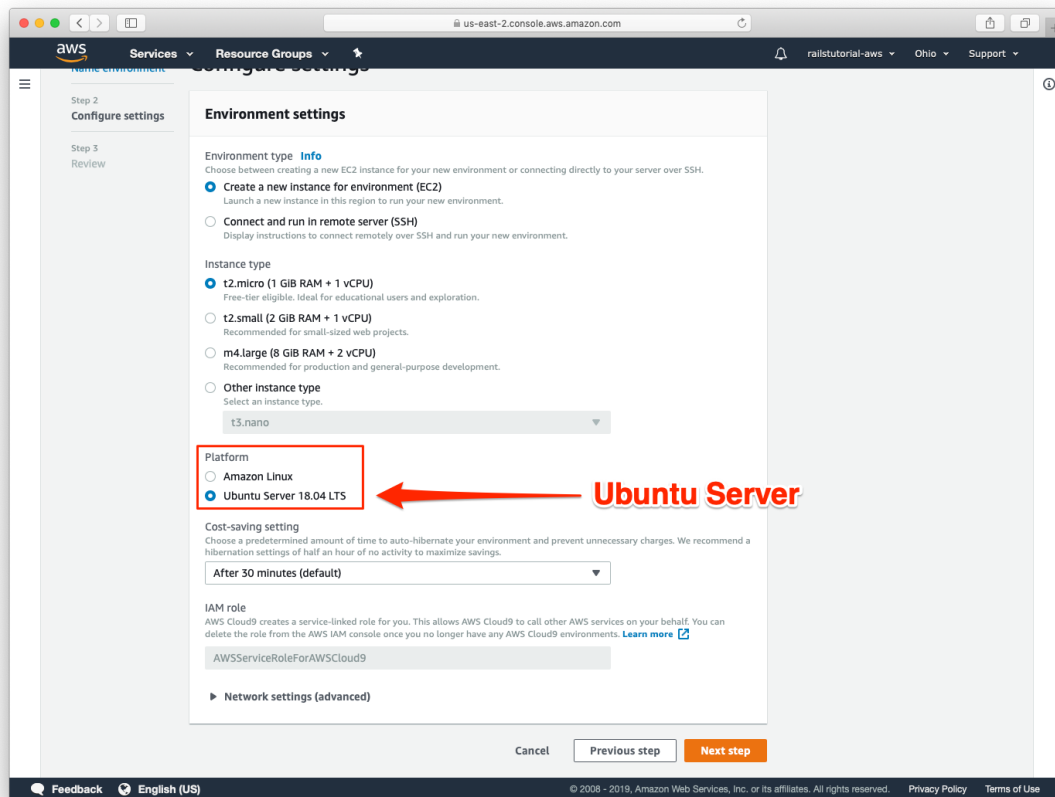 us-east-2.console.aws.amazon.com
aws Services Resource Groups railstutorial-aws Ohio Support
Name environment
Configure settings
Step 2
Configure settings
Step 3
Review
Environment settings
Environment type Info
Choose between creating a new EC2 instance for your new environment or connecting directly to your server over SSH.
Create a new instance for environment (EC2)
Launch a new instance in this region to run your new environment.
Connect and run in remote server (SSH)
Display instructions to connect remotely over SSH and run your new environment.
Instance type
t2.micro (1 GiB RAM + 1 vCPU)
Free-tier eligible. Ideal for educational users and exploration.
t2.small (2 GiB RAM + 1 vCPU)
Recommended for small-sized web projects.
m4.large (8 GiB RAM + 2 vCPU)
Recommended for production and general-purpose development.
Other instance type
Select an instance type.
t3.nano
Platform
Amazon Linux
Ubuntu Server 18.04 LTS
Ubuntu Server
Cost-saving setting
Choose a predetermined amount of time to auto-hibernate your environment and prevent unnecessary charges. We recommend a
hibernation settings of half an hour of no activity to maximize savings.
After 30 minutes (default)
IAM role
AWS Cloud9 creates a service-linked role for you. This allows AWS Cloud9 to call other AWS services on your behalf. You can
delete the role from the AWS IAM console once you no longer have any AWS Cloud9 environments. Learn more
AWSServiceRoleForAWSCloud9
Network settings (advanced)
Cancel Previous step Next step
Feedback English (US) © 2008 - 2019, Amazon Web Services, Inc. or its affiliates. All rights reserved. Privacy Policy Terms of Use